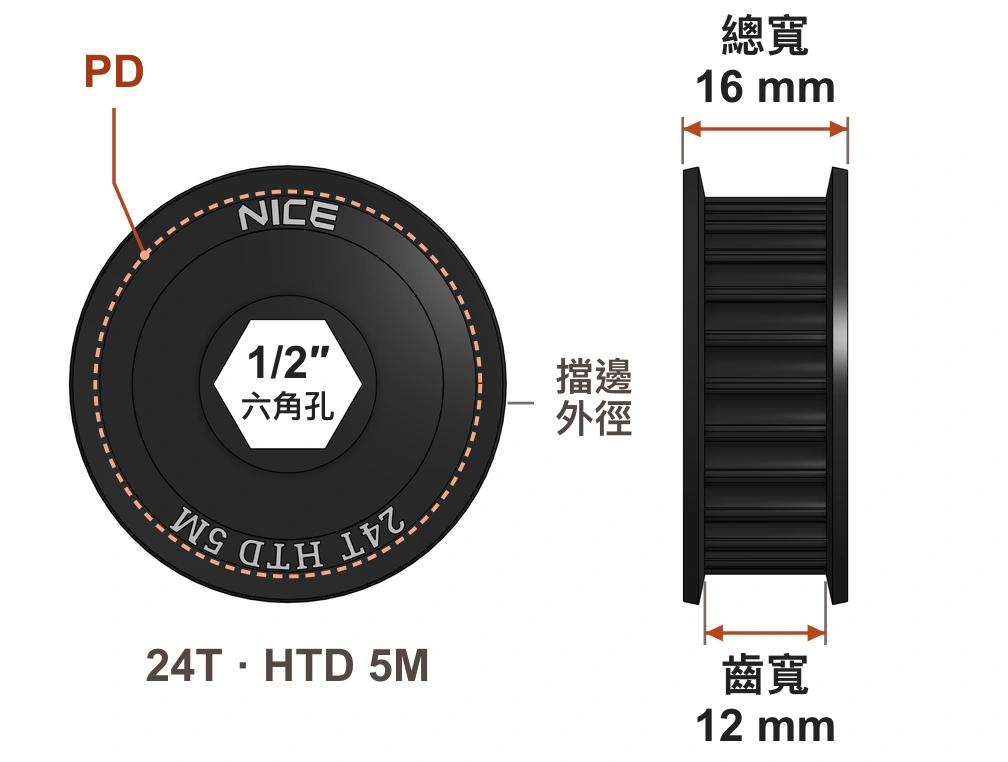 總寬
16 mm
PD
NICE
1/2″
六角孔
擋邊
外徑
24T HTD 5M
24T · HTD 5M
齒寬
12 mm